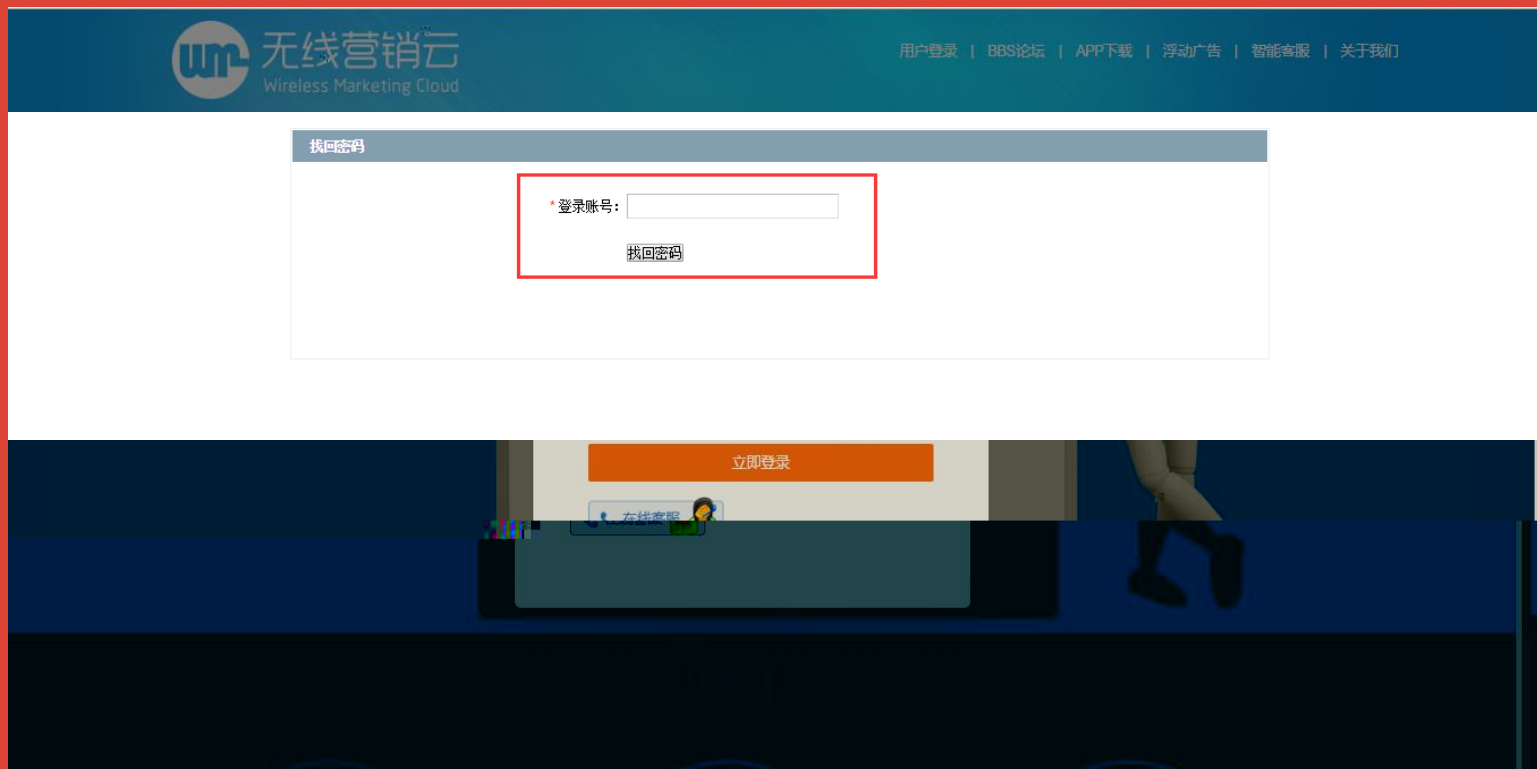 无线营销云
Wireless Marketing Cloud
用户登录 | BBS论坛 | APP下载 | 浮动广告 | 智能客服 | 关于我们
找回密码
*登录账号：
找回密码
立即登录
在线客服